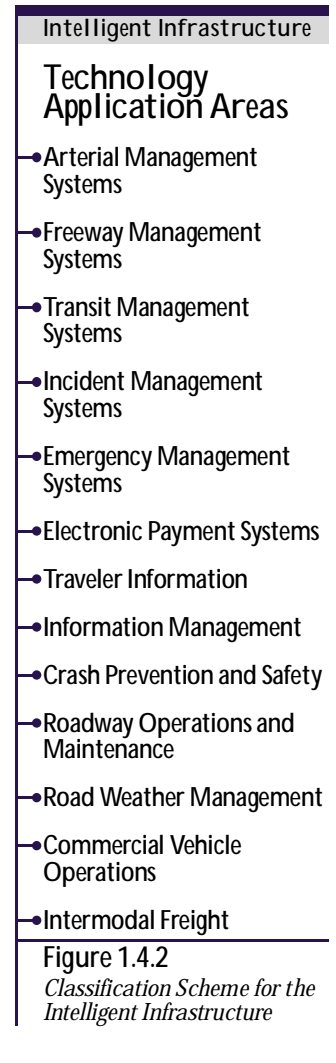 Intelligent Infrastructure
Technology
Application Areas
Arterial Management
Systems
Freeway Management
Systems
Transit Management
Systems
Incident Management
Systems
Emergency Management
Systems
Electronic Payment Systems
Traveler Information
Information Management
Crash Prevention and Safety
Roadway Operations and
Maintenance
Road Weather Management
Commercial Vehicle
Operations
Intermodal Freight
Figure 1.4.2
Classification Scheme for the
Intelligent Infrastructure